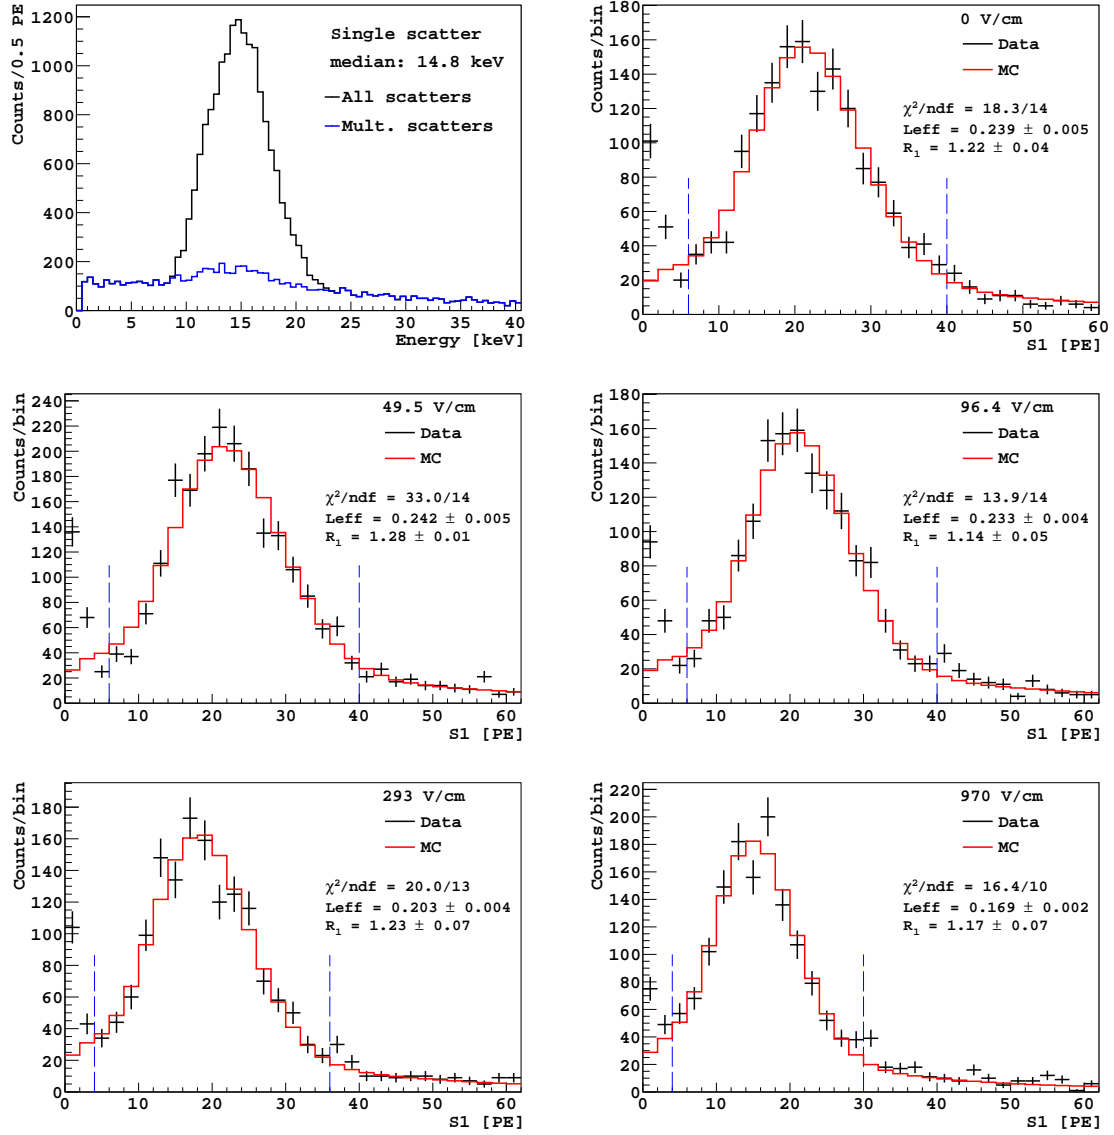 Counts/0.5 PE
1200
1000
800
600
400
200
0
Single scatter
median: 14.8 keV
All scatters
Mult. scatters
0 5 10 15 20 25 30 35 40
Energy [keV]
Counts/bin
180
160
140
120
100
80
60
40
20
0
0 V/cm
Data
MC
χ²/ndf = 18.3/14
Leff = 0.239 ± 0.005
R₁ = 1.22 ± 0.04
0 10 20 30 40 50 60
S1 [PE]
Counts/bin
240
220
200
180
160
140
120
100
80
60
40
20
0
49.5 V/cm
Data
MC
χ²/ndf = 33.0/14
Leff = 0.242 ± 0.005
R₁ = 1.28 ± 0.01
0 10 20 30 40 50 60
S1 [PE]
Counts/bin
180
160
140
120
100
80
60
40
20
0
96.4 V/cm
Data
MC
χ²/ndf = 13.9/14
Leff = 0.233 ± 0.004
R₁ = 1.14 ± 0.05
0 10 20 30 40 50 60
S1 [PE]
Counts/bin
180
160
140
120
100
80
60
40
20
0
293 V/cm
Data
MC
χ²/ndf = 20.0/13
Leff = 0.203 ± 0.004
R₁ = 1.23 ± 0.07
0 10 20 30 40 50 60
S1 [PE]
Counts/bin
220
200
180
160
140
120
100
80
60
40
20
0
970 V/cm
Data
MC
χ²/ndf = 16.4/10
Leff = 0.169 ± 0.002
R₁ = 1.17 ± 0.07
0 10 20 30 40 50 60
S1 [PE]